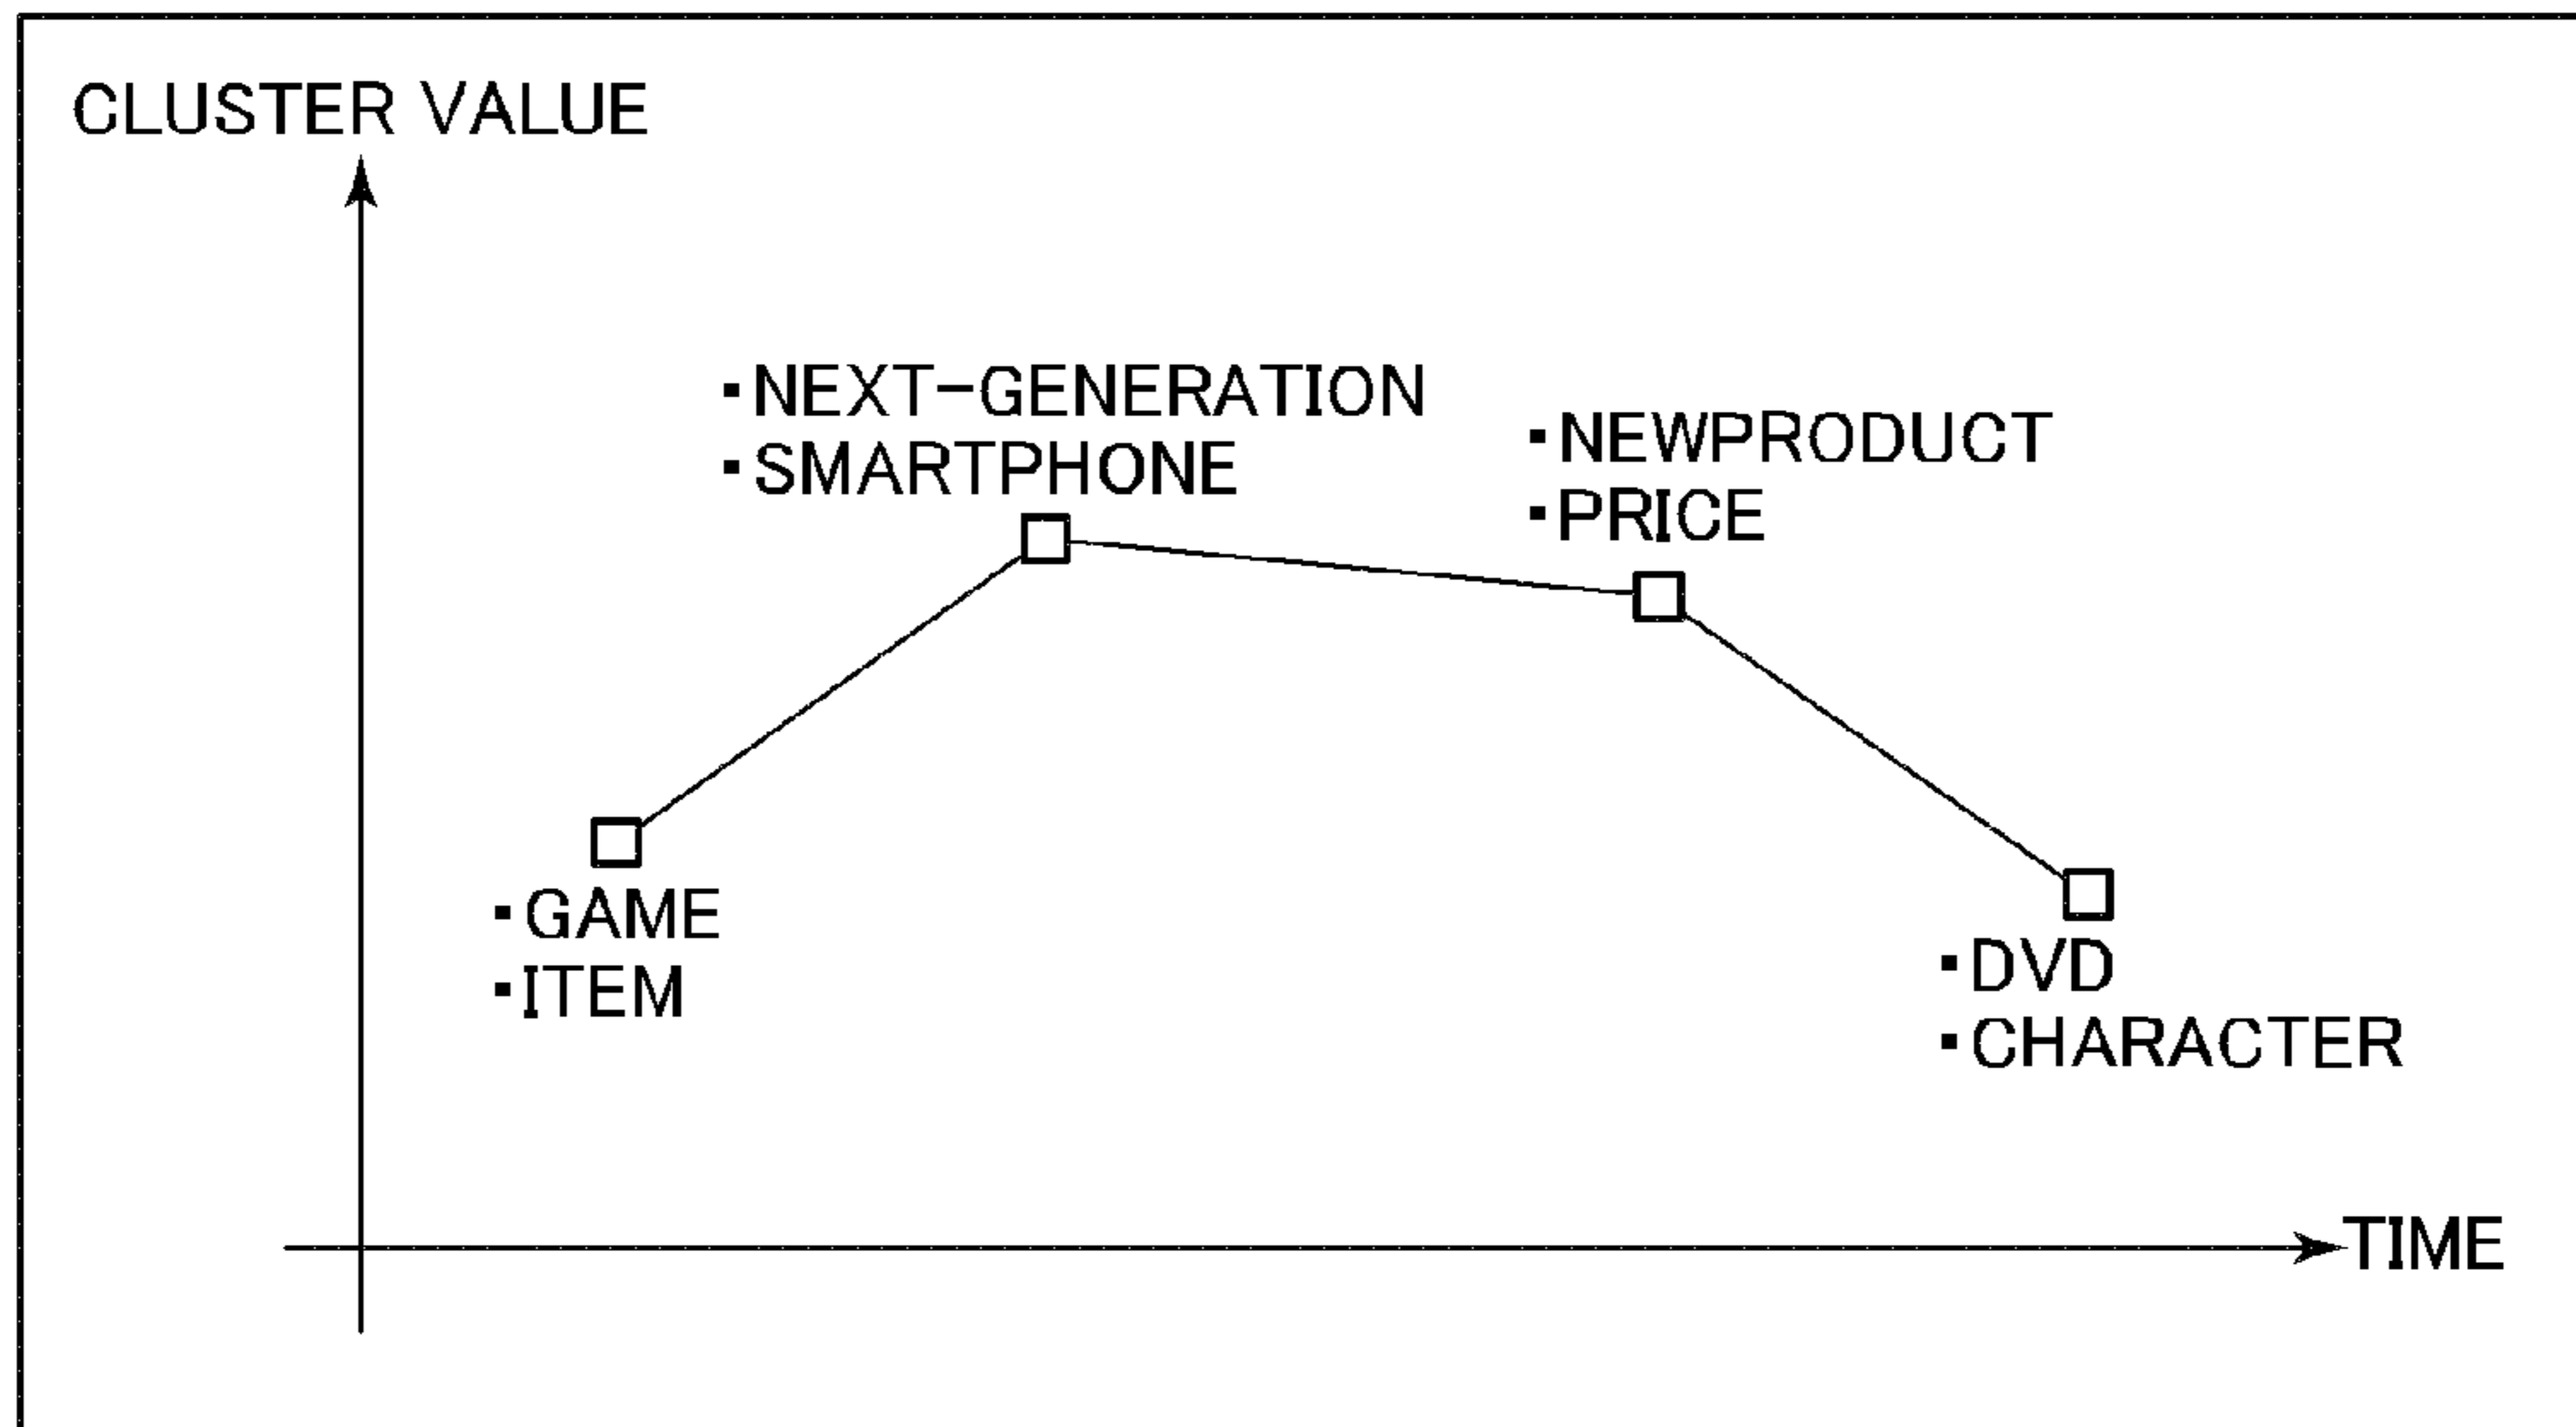 CLUSTER VALUE
▪NEXT-GENERATION
▪SMARTPHONE
▪NEWPRODUCT
▪PRICE
▪GAME
▪ITEM
▪DVD
▪CHARACTER
TIME